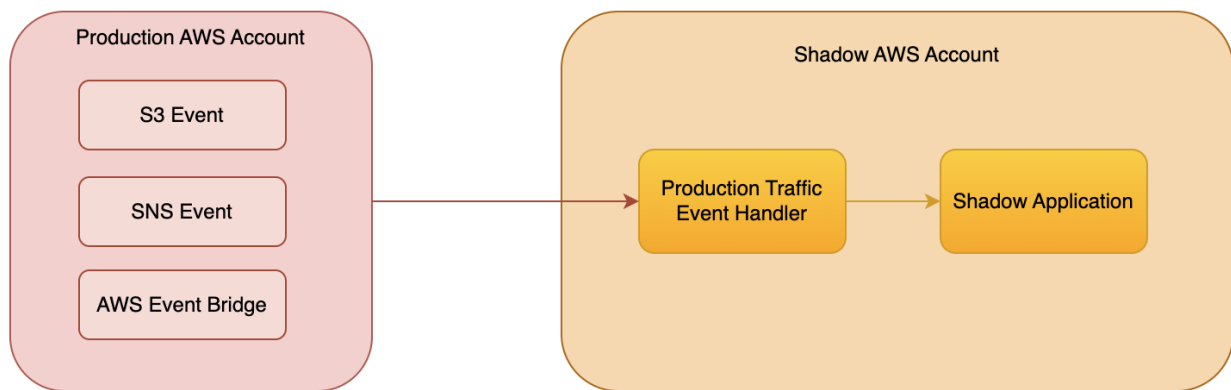 Production AWS Account
S3 Event
SNS Event
AWS Event Bridge
Shadow AWS Account
Production Traffic
Event Handler
Shadow Application